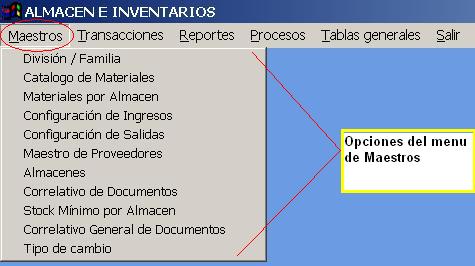 ALMACEN E INVENTARIOS
Maestros Transacciones Reportes Procesos Tablas generales Salir
División / Familia
Catalogo de Materiales
Materiales por Almacen
Configuración de Ingresos
Configuración de Salidas
Maestro de Proveedores
Almacenes
Correlativo de Documentos
Stock Mínimo por Almacen
Correlativo General de Documentos
Tipo de cambio
Opciones del menu
de Maestros